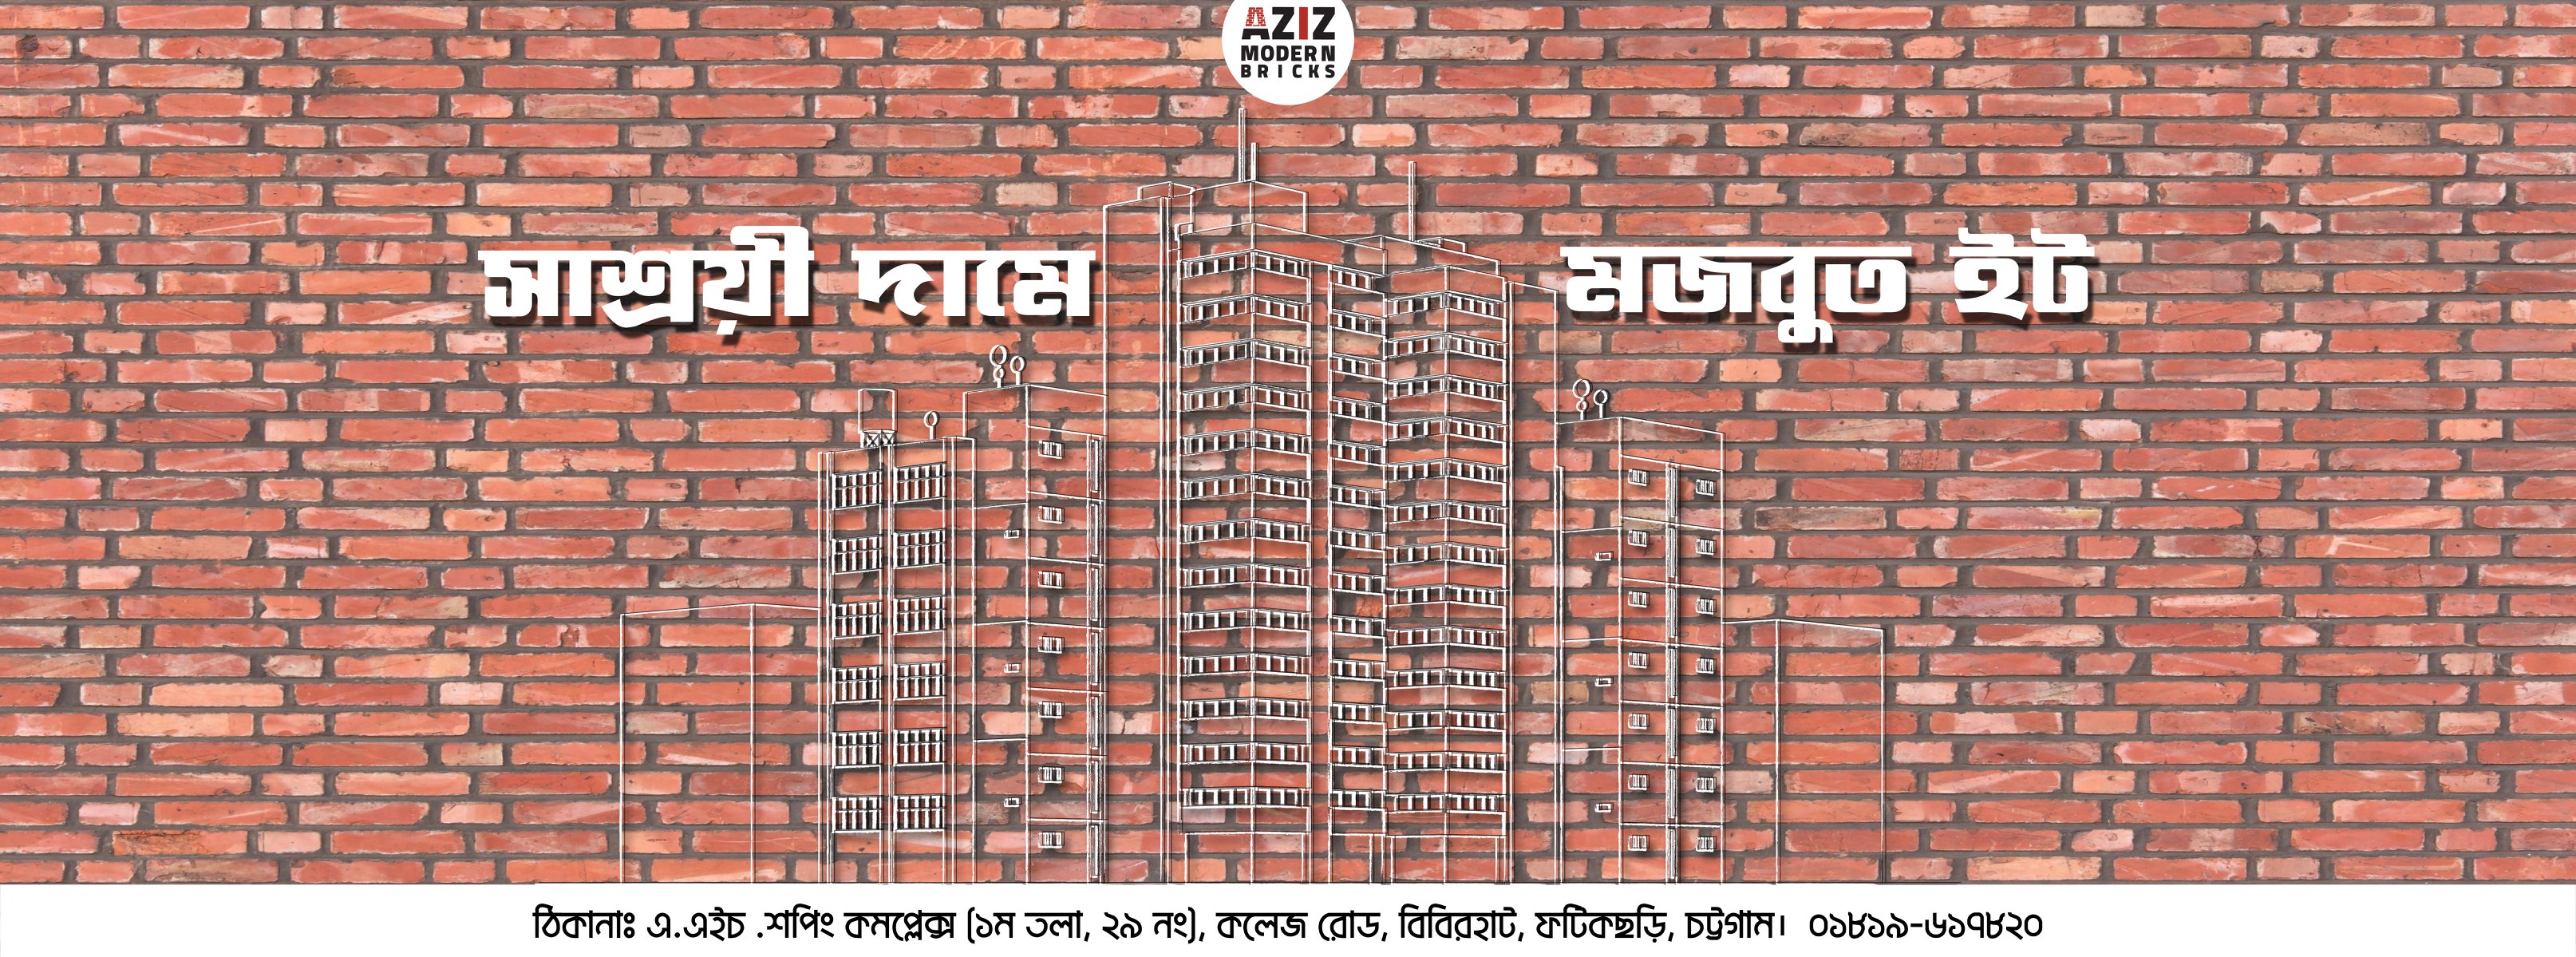 AZIZ
MODERN
BRICKS
সাশ্রয়ী দামে মজবুত ইট
ঠিকানাঃ এ.এইচ .শপিং কমপ্লেক্স (১ম তলা, ২৯ নং), কলেজ রোড, বিবিরহাট, ফটিকছড়ি, চট্টগাম। ০১৮১৯-৬১৭৮২০